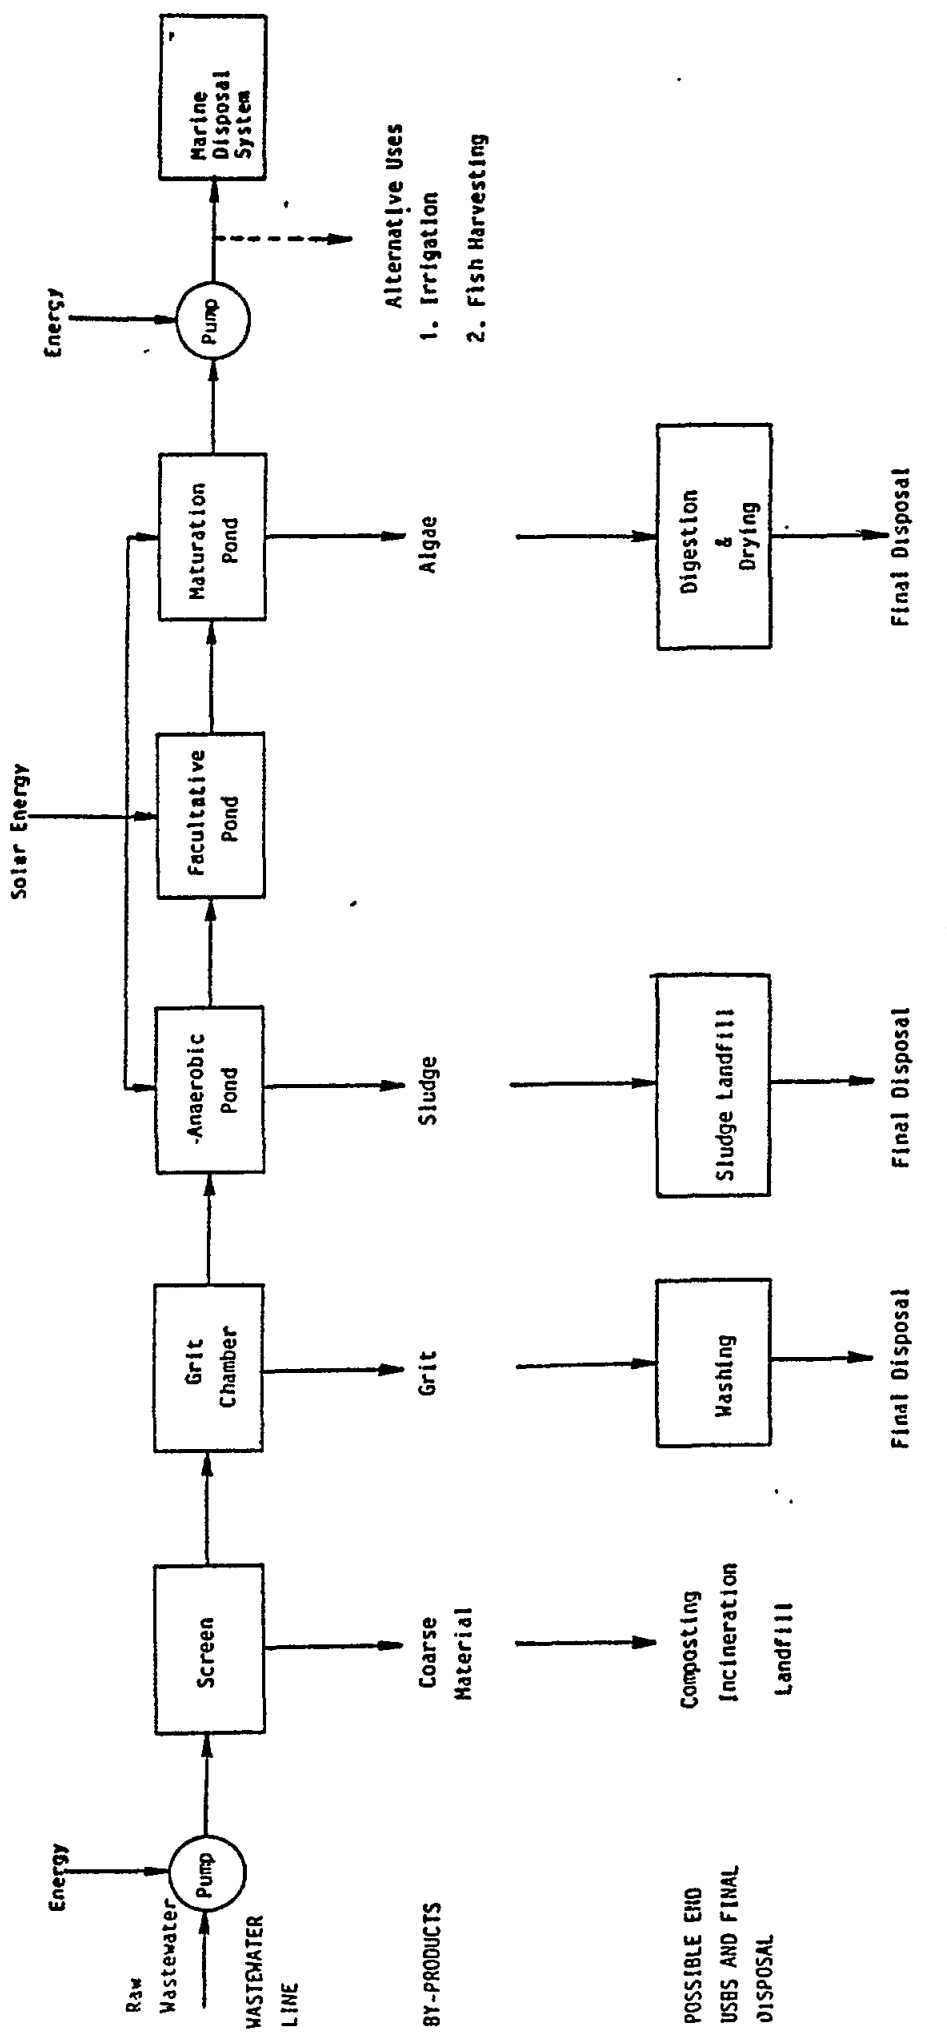 Solar Energy
Energy
Energy
Raw
Wastewater
Pump
Screen
Grit
Chamber
-Anaerobic
Pond
Facultative
Pond
Maturation
Pond
Pump
Marine
Disposal
System
WASTEWATER
LINE
Alternative Uses
1. Irrigation
2. Fish Harvesting
BY-PRODUCTS
Coarse
Material
Grit
Sludge
Algae
POSSIBLE END
USBS AND FINAL
DISPOSAL
Composting
Incineration
Landfill
Washing
Sludge Landfill
Digestion
&
Drying
Final Disposal
Final Disposal
Final Disposal